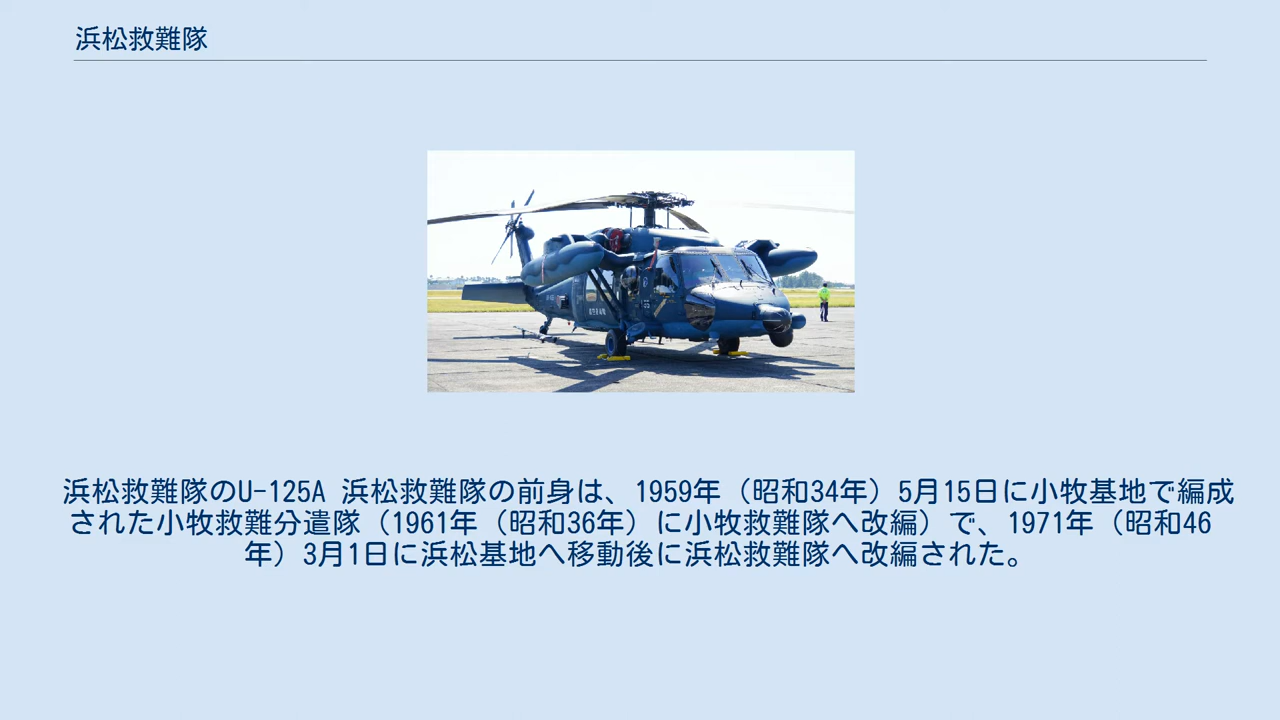 浜松救難隊
浜松救難隊のU-125A 浜松救難隊の前身は、1959年（昭和34年）5月15日に小牧基地で編成
された小牧救難分遣隊（1961年（昭和36年）に小牧救難隊へ改編）で、1971年（昭和46
年）3月1日に浜松基地へ移動後に浜松救難隊へ改編された。